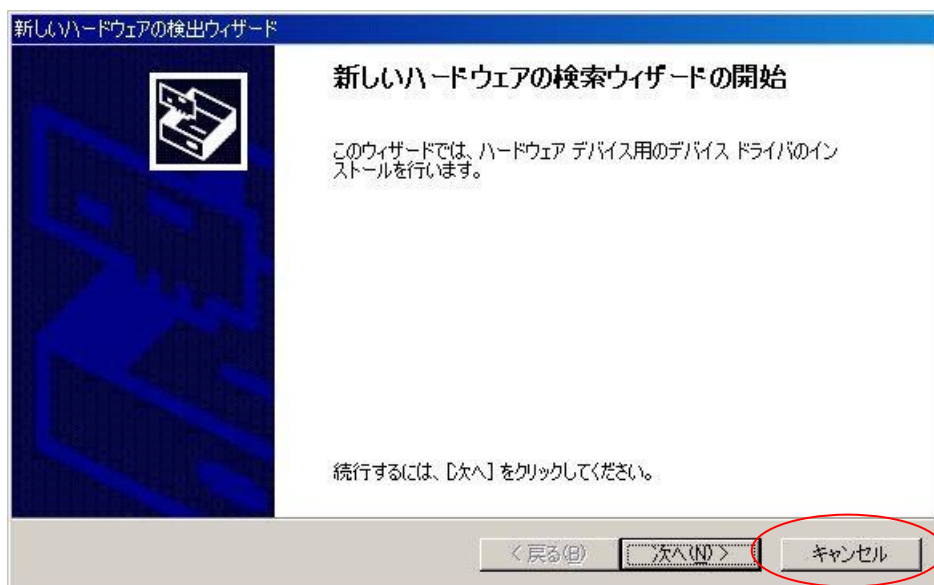 新しいハードウェアの検出ウィザード
新しいハードウェアの検索ウィザードの開始
このウィザードでは、ハードウェア デバイス用のデバイス ドライバのイン
ストールを行います。
続行するには、[次へ] をクリックしてください。
< 戻る(B)
次へ(N) >
キャンセル